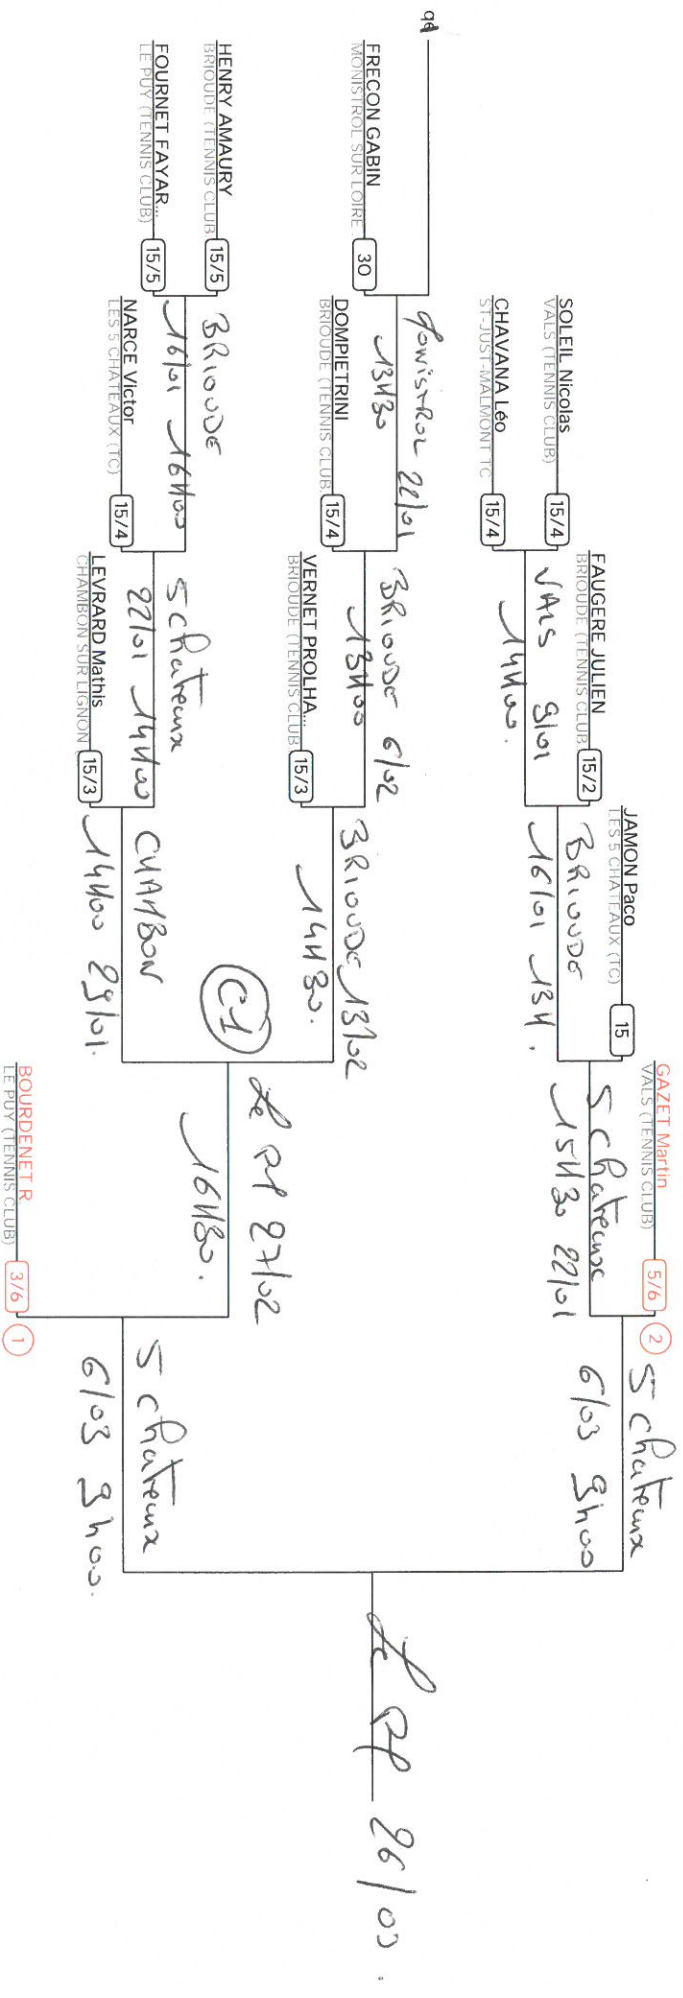 GAZET Martin
VALS (TENNIS CLUB)
5/6
2
JAMON Paco
LES 5 CHATEAUX (TC)
15
5 chateaux
15H30 22/01
5 chateaux
6/03 9h00
FAUGERE JULIEN
BRIOUDE (TENNIS CLUB
15/2
BRIOUDE
16/01 13H.
SOLEIL Nicolas
VALS (TENNIS CLUB)
15/4
VALS 9/01
14H00.
CHAVANA Léo
ST-JUST-MALMONT TC
15/4
qe
FRECON GABIN
MONISTROL SUR LOIRE
30
Monistrol 22/01
13H30
DOMPIETRINI
BRIOUDE (TENNIS CLUB
15/4
BRIOUDE 6/02
13H00
VERNET PROLHA...
BRIOUDE (TENNIS CLUB
15/3
BRIOUDE 13/02
14H30.
C1
Le 27/02
16H30.
HENRY AMAURY
BRIOUDE (TENNIS CLUB
15/5
BRIOUDE
16/01 16H00
FOURNET FAYAR...
LE PUY (TENNIS CLUB)
15/5
NARCE Victor
LES 5 CHATEAUX (TC)
15/4
5 chateaux
22/01 14H00
LEVRARD Mathis
CHAMBON SUR LIGNON
15/3
CHAMBON
14H00 29/01.
BOURDENET R.
LE PUY (TENNIS CLUB)
3/6
1
5 chateaux
6/03 9h00.
Le 26/03.